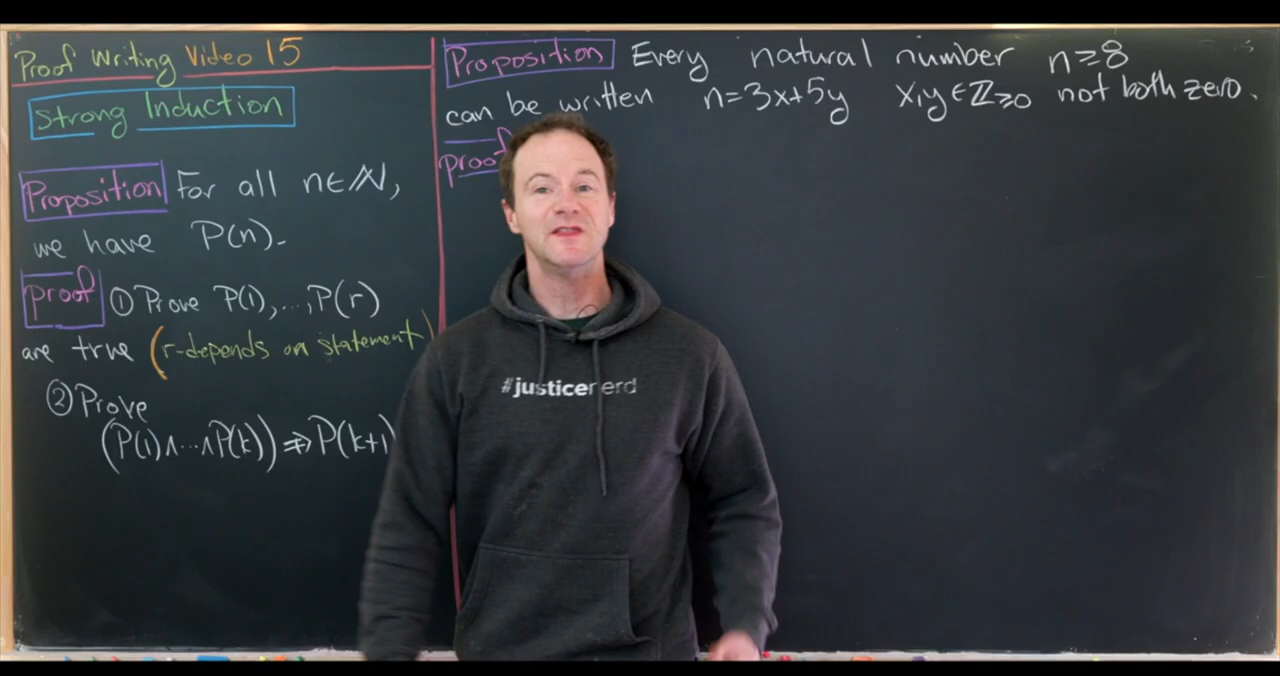 Proof Writing Video 15
Strong Induction
Proposition For all n∈ℕ,
we have P(n).
proof ① Prove P(1),...,P(r)
are true (r-depends on statement)
② Prove
(P(1)∧...∧P(k))⇒P(k+1)
Proposition Every natural number n≥8
can be written n=3x+5y x,y∈ℤ≥0 not both zero.
proof
#justicenerd